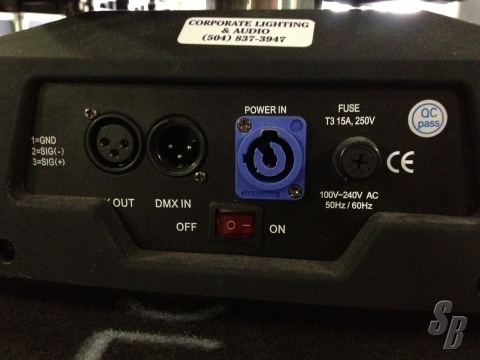 CORPORATE LIGHTING
& AUDIO
(504) 837-3947
POWER IN
FUSE
T3 15A, 250V
QC
pass
1=GND
2=SIG(-)
3=SIG(+)
CE
OUT
DMX IN
100V~240V AC
50Hz / 60Hz
OFF
ON
SB